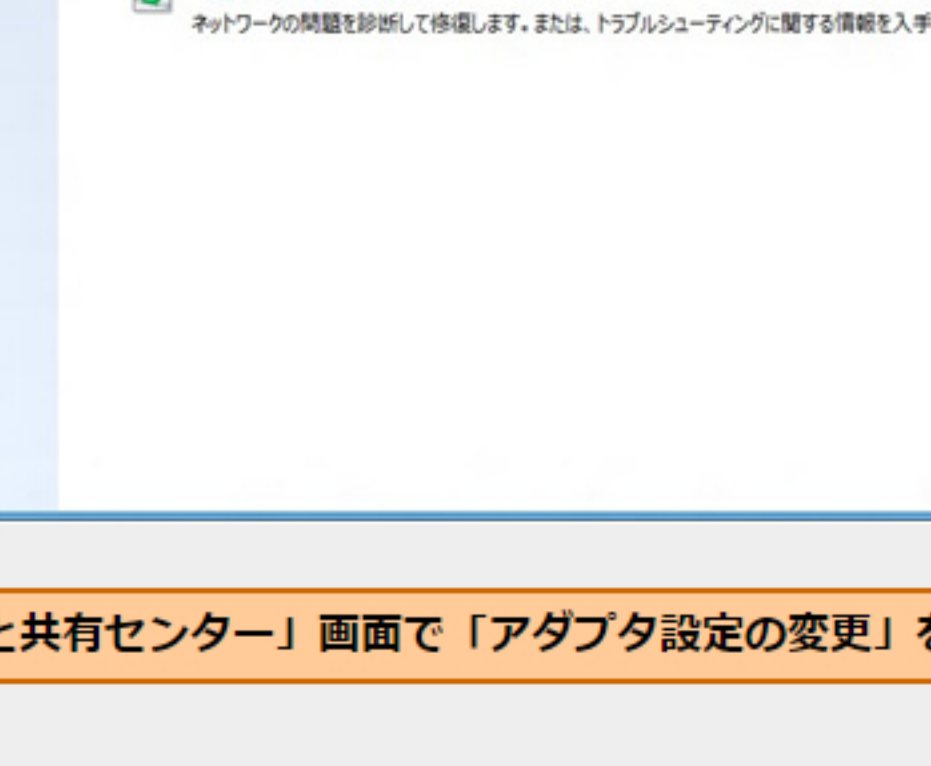 ネットワークの問題を診断して修復します。または、トラブルシューティングに関する情報を入手
と共有センター」画面で「アダプタ設定の変更」を